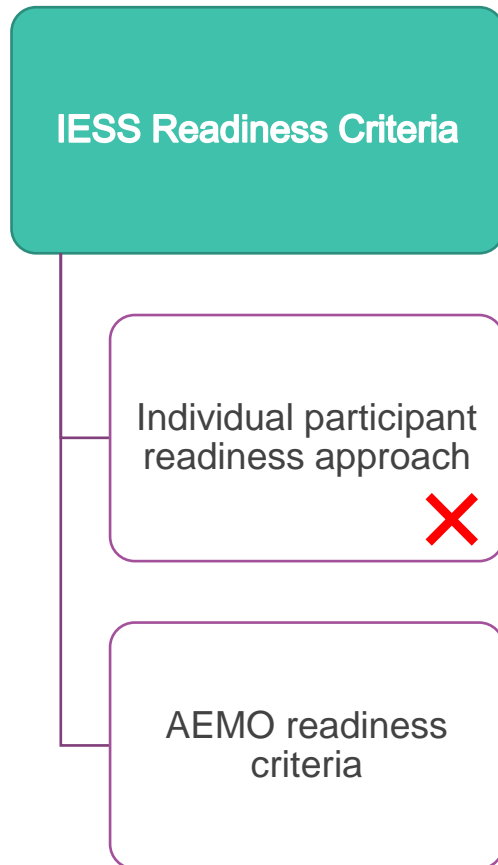 IESS Readiness Criteria
Individual participant
readiness approach
AEMO readiness
criteria